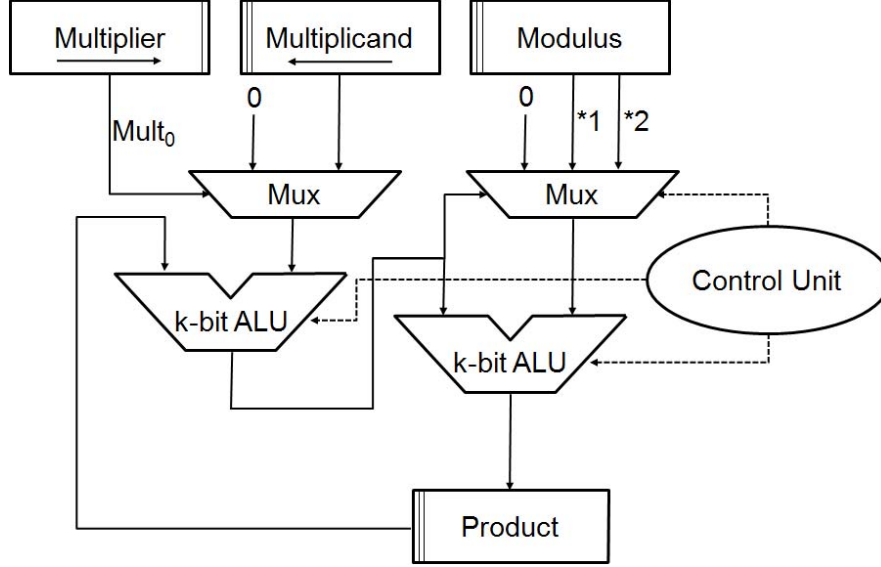 Multiplier
Multiplicand
Modulus
0
0
*1
*2
Mult₀
Mux
Mux
Control Unit
k-bit ALU
k-bit ALU
Product